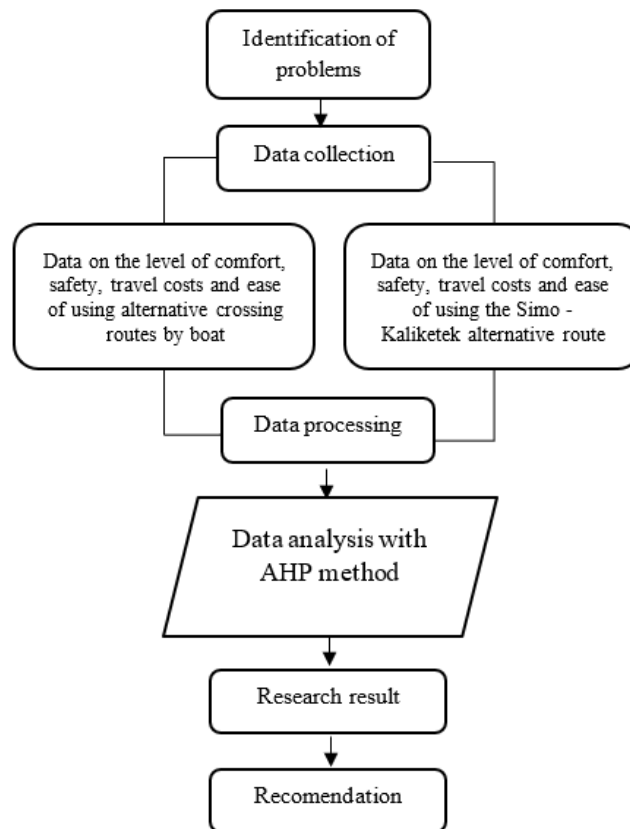 Identification of
problems
Data collection
Data on the level of comfort,
safety, travel costs and ease
of using alternative crossing
routes by boat
Data on the level of comfort,
safety, travel costs and ease
of using the Simo -
Kaliketek alternative route
Data processing
Data analysis with
AHP method
Research result
Recomendation